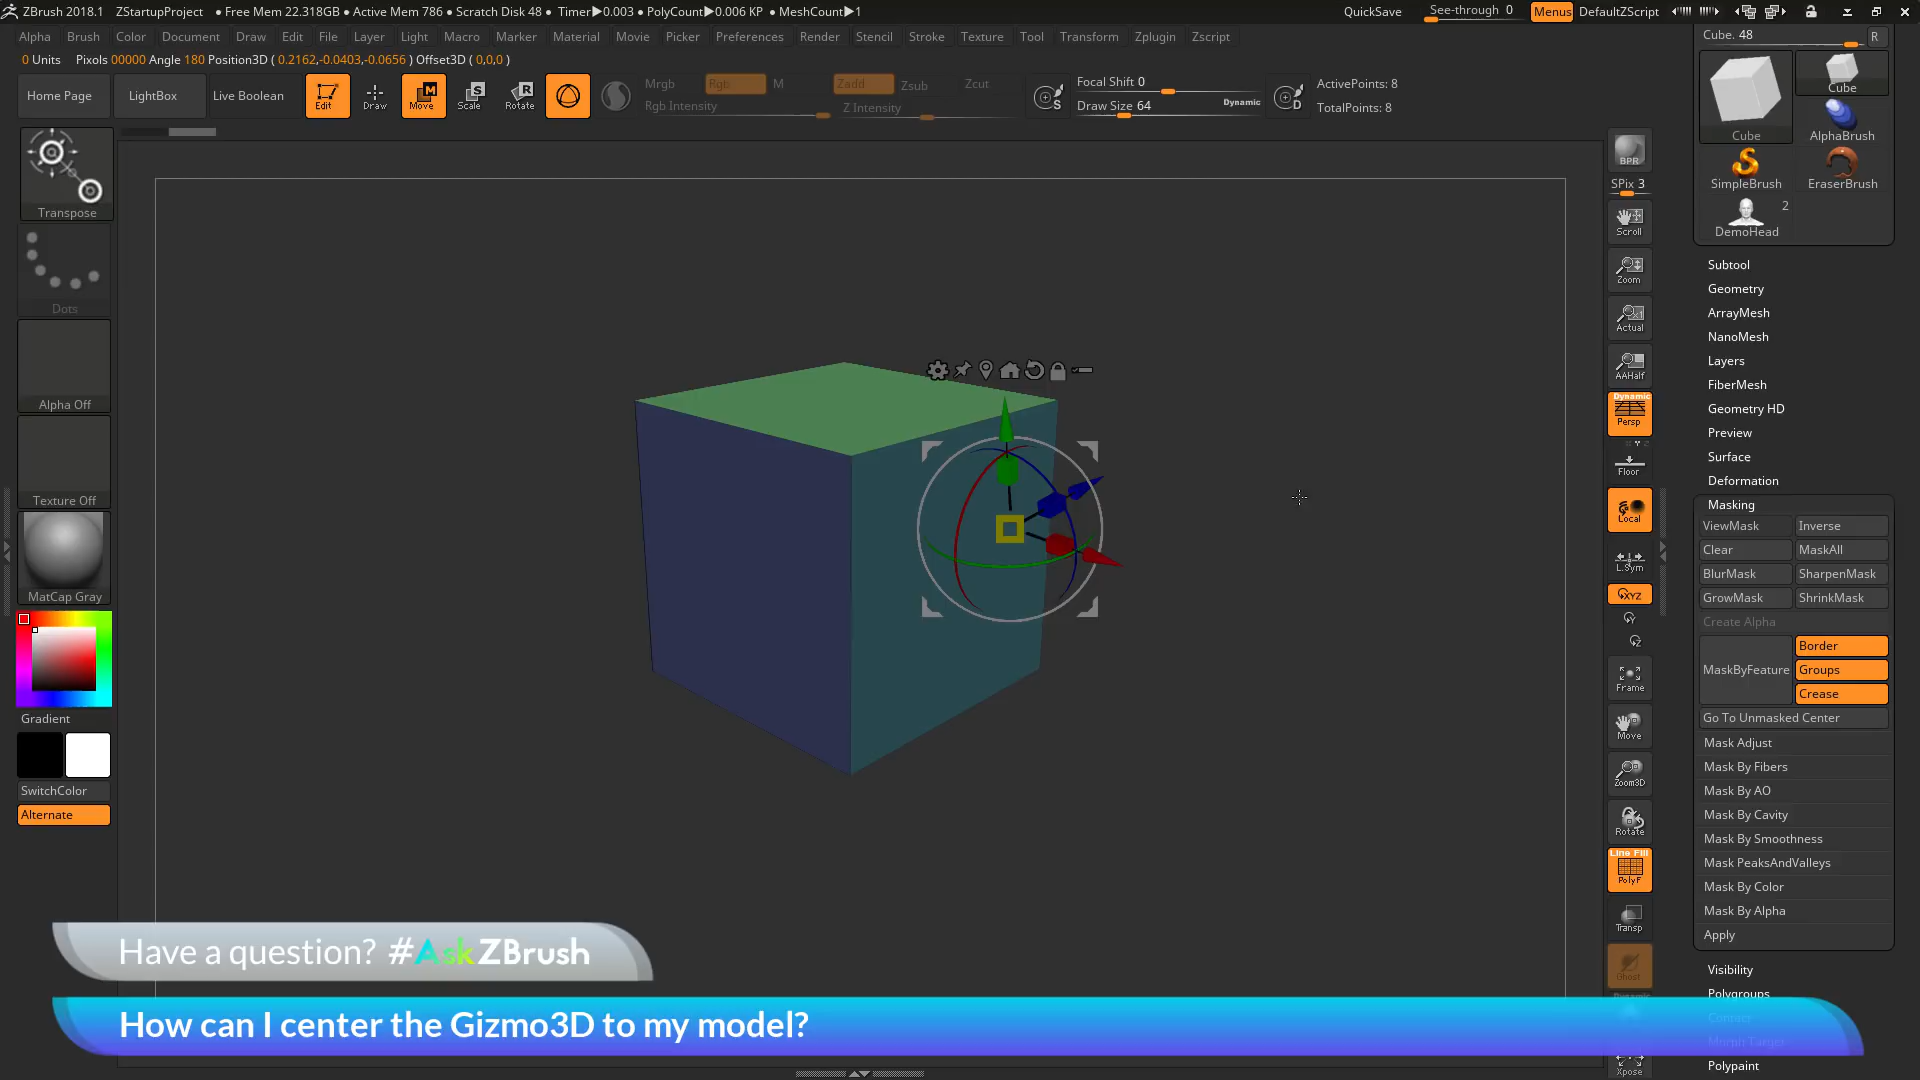 ZBrush 2018.1 ZStartupProject ● Free Mem 22.318GB ● Active Mem 786 ● Scratch Disk 48 ● Timer▶0.003 ● PolyCount▶0.006 KP ● MeshCount▶1 QuickSave See-through 0 Menus DefaultZScript
Alpha Brush Color Document Draw Edit File Layer Light Macro Marker Material Movie Picker Preferences Render Stencil Stroke Texture Tool Transform Zplugin Zscript
0 Units Pixols 00000 Angle 180 Position3D ( 0.2162,-0.0403,-0.0656 ) Offset3D ( 0,0,0 )
Home Page LightBox Live Boolean Edit Draw Move Scale Rotate
M
R
Mrgb Rgb M Zadd Zsub Zcut
Rgb Intensity Z Intensity
S
Focal Shift 0
Draw Size 64 Dynamic
D
ActivePoints: 8
TotalPoints: 8
Transpose
Dots
Alpha Off
Texture Off
MatCap Gray
Gradient
SwitchColor
Alternate
BPR
SPix 3
Scroll
Zoom
Actual
AAHalf
Dynamic
Persp
Floor
Local
L.Sym
XYZ
Y
Z
Frame
Move
Zoom3D
Rotate
Line Fill
PolyF
Transp
Ghost
Xpose
Cube. 48 R
Cube Cube
AlphaBrush
SimpleBrush EraserBrush
2
DemoHead
Subtool
Geometry
ArrayMesh
NanoMesh
Layers
FiberMesh
Geometry HD
Preview
Surface
Deformation
Masking
ViewMask Inverse
Clear MaskAll
BlurMask SharpenMask
GrowMask ShrinkMask
Create Alpha
MaskByFeature Border
Groups
Crease
Go To Unmasked Center
Mask Adjust
Mask By Fibers
Mask By AO
Mask By Cavity
Mask By Smoothness
Mask PeaksAndValleys
Mask By Color
Mask By Alpha
Apply
Visibility
Polygroups
Contact
Morph Target
Polypaint
Have a question? #AskZBrush
How can I center the Gizmo3D to my model?